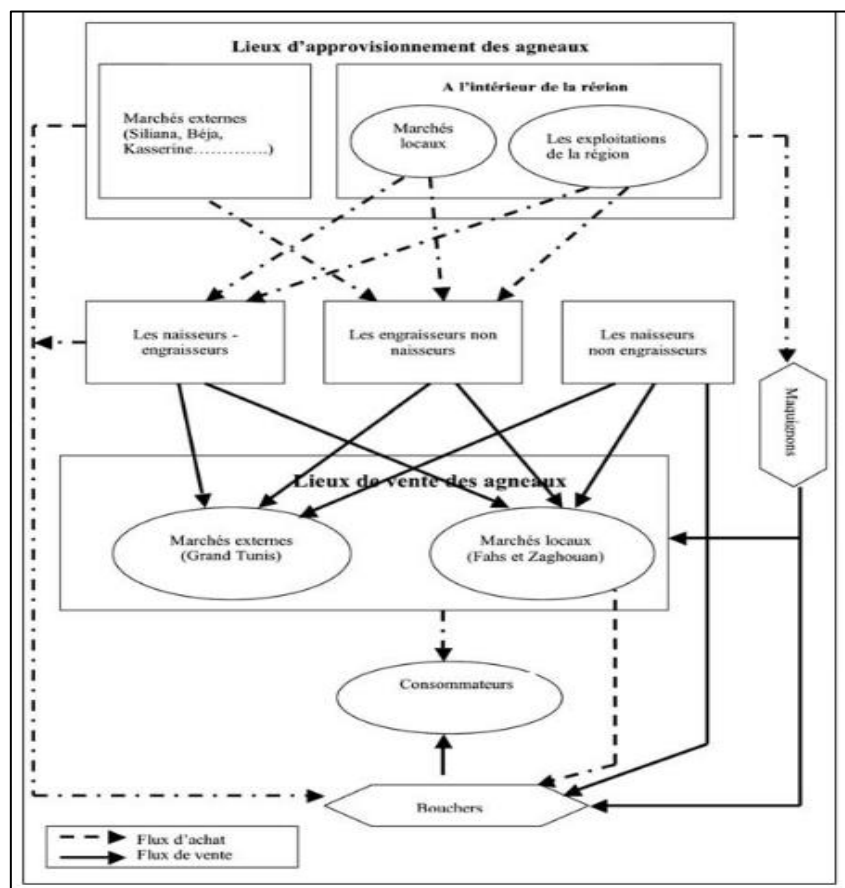 Lieux d'approvisionnement des agneaux
Marchés externes
(Siliana, Béja,
Kasserine.............)
A l'intérieur de la région
Marchés
locaux
Les exploitations
de la région
Les naisseurs -
engraisseurs
Les engraisseurs non
naisseurs
Les naisseurs
non engraisseurs
Maquignons
Lieux de vente des agneaux
Marchés externes
(Grand Tunis)
Marchés locaux
(Fahs et Zaghouan)
Consommateurs
Bouchers
Flux d'achat
Flux de vente